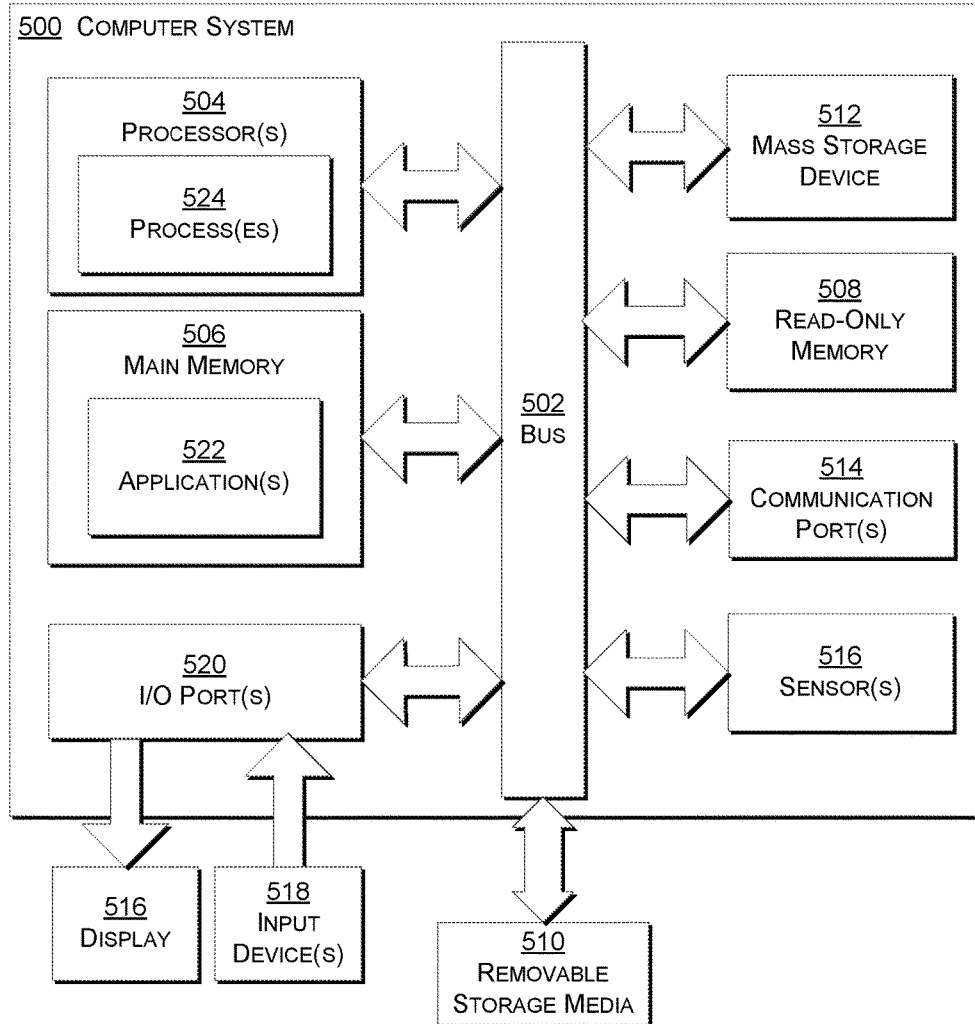 500 COMPUTER SYSTEM
504
PROCESSOR(S)
524
PROCESS(ES)
506
MAIN MEMORY
522
APPLICATION(S)
520
I/O PORT(S)
502
BUS
512
MASS STORAGE
DEVICE
508
READ-ONLY
MEMORY
514
COMMUNICATION
PORT(S)
516
SENSOR(S)
516
DISPLAY
518
INPUT
DEVICE(S)
510
REMOVABLE
STORAGE MEDIA